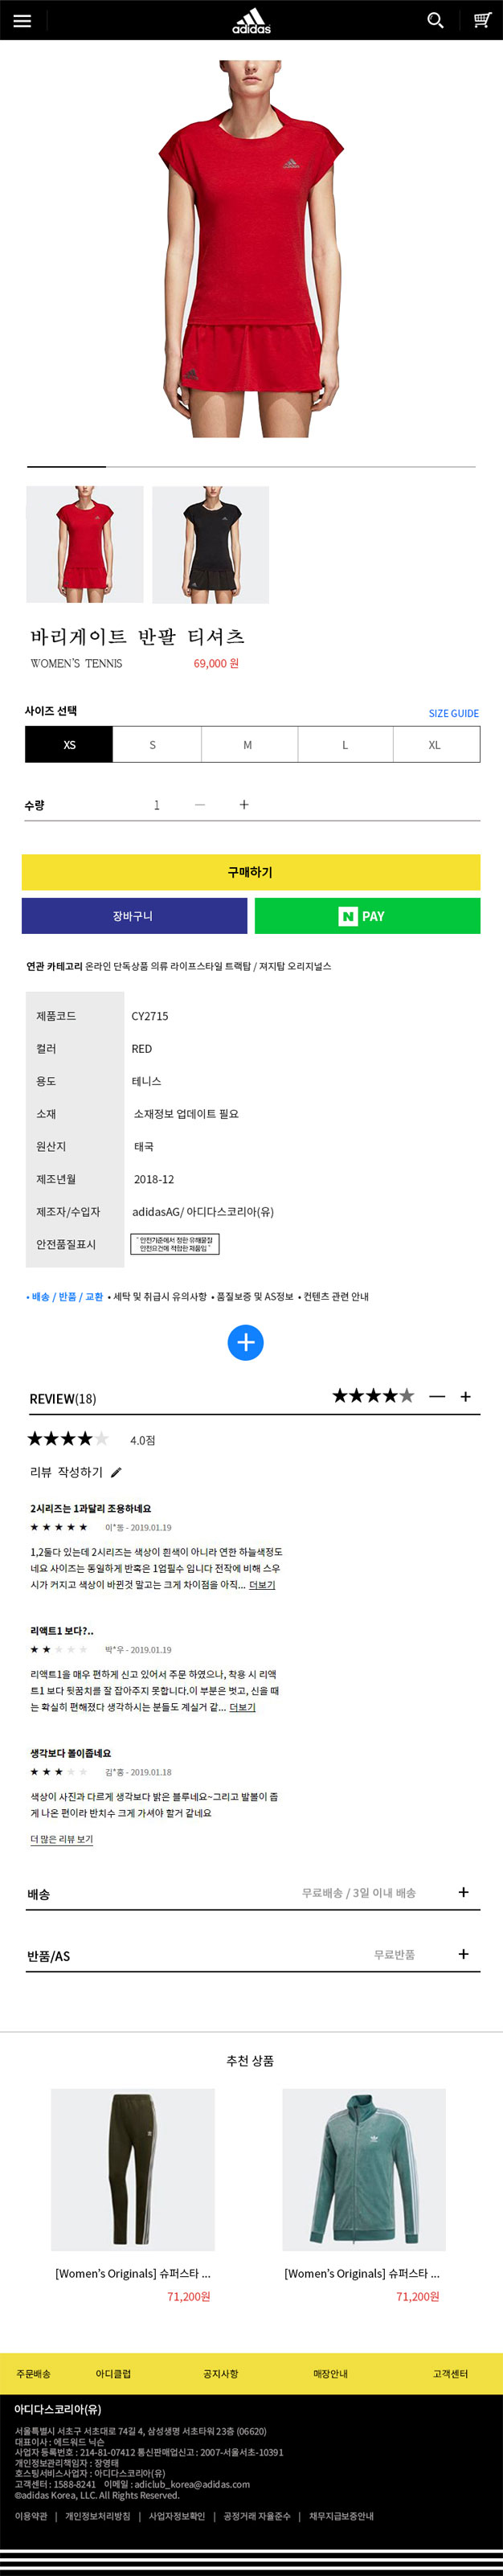 adidas
바리게이트 반팔 티셔츠
WOMEN'S TENNIS 69,000 원
사이즈 선택 SIZE GUIDE
XS S M L XL
수량 1 — +
구매하기
장바구니 N PAY
연관 카테고리 온라인 단독상품 의류 라이프스타일 트랙탑 / 져지탑 오리지널스
제품코드 CY2715
컬러 RED
용도 테니스
소재 소재정보 업데이트 필요
원산지 태국
제조년월 2018-12
제조자/수입자 adidasAG/ 아디다스코리아(유)
안전품질표시 " 안전기준에서 정한 유해물질
안전요건에 적합한 제품임 "
• 배송 / 반품 / 교환 • 세탁 및 취급시 유의사항 • 품질보증 및 AS정보 • 컨텐츠 관련 안내
+
REVIEW(18) ★★★★★ — +
★★★★★ 4.0점
리뷰 작성하기
2시리즈는 1과달리 조용하네요
★ ★ ★ ★ ★ 이*동 - 2019.01.19
1,2둘다 있는데 2시리즈는 색상이 흰색이 아니라 연한 하늘색정도
네요 사이즈는 동일하게 반혹은 1업필수 입니다 전작에 비해 스우
시가 커지고 색상이 바뀐것 말고는 크게 차이점을 아직... 더보기
리액트1 보다?..
★ ★ ★ ★ ★ 박*우 - 2019.01.19
리액트1을 매우 편하게 신고 있어서 주문 하였으나, 착용 시 리액
트1 보다 뒷꿈치를 잘 잡아주지 못합니다.이 부분은 벗고, 신을 때
는 확실히 편해졌다 생각하시는 분들도 계실거 같... 더보기
생각보다 볼이좁네요
★ ★ ★ ★ ★ 김*홍 - 2019.01.18
색상이 사진과 다르게 생각보다 밝은 블루네요~그리고 발볼이 좁
게 나온 편이라 반치수 크게 가셔야 할거 같네요
더 많은 리뷰 보기
배송 무료배송 / 3일 이내 배송 +
반품/AS 무료반품 +
추천 상품
[Women's Originals] 슈퍼스타 ... [Women's Originals] 슈퍼스타 ...
71,200원 71,200원
주문배송 아디클럽 공지사항 매장안내 고객센터
아디다스코리아(유)
서울특별시 서초구 서초대로 74길 4, 삼성생명 서초타워 23층 (06620)
대표이사 : 에드워드 닉슨
사업자 등록번호 : 214-81-07412 통신판매업신고 : 2007-서울서초-10391
개인정보관리책임자 : 장영태
호스팅서비스사업자 : 아디다스코리아(유)
고객센터 : 1588-8241 이메일 : adiclub_korea@adidas.com
©adidas Korea, LLC. All Rights Reserved.
이용약관 | 개인정보처리방침 | 사업자정보확인 | 공정거래 자율준수 | 채무지급보증안내